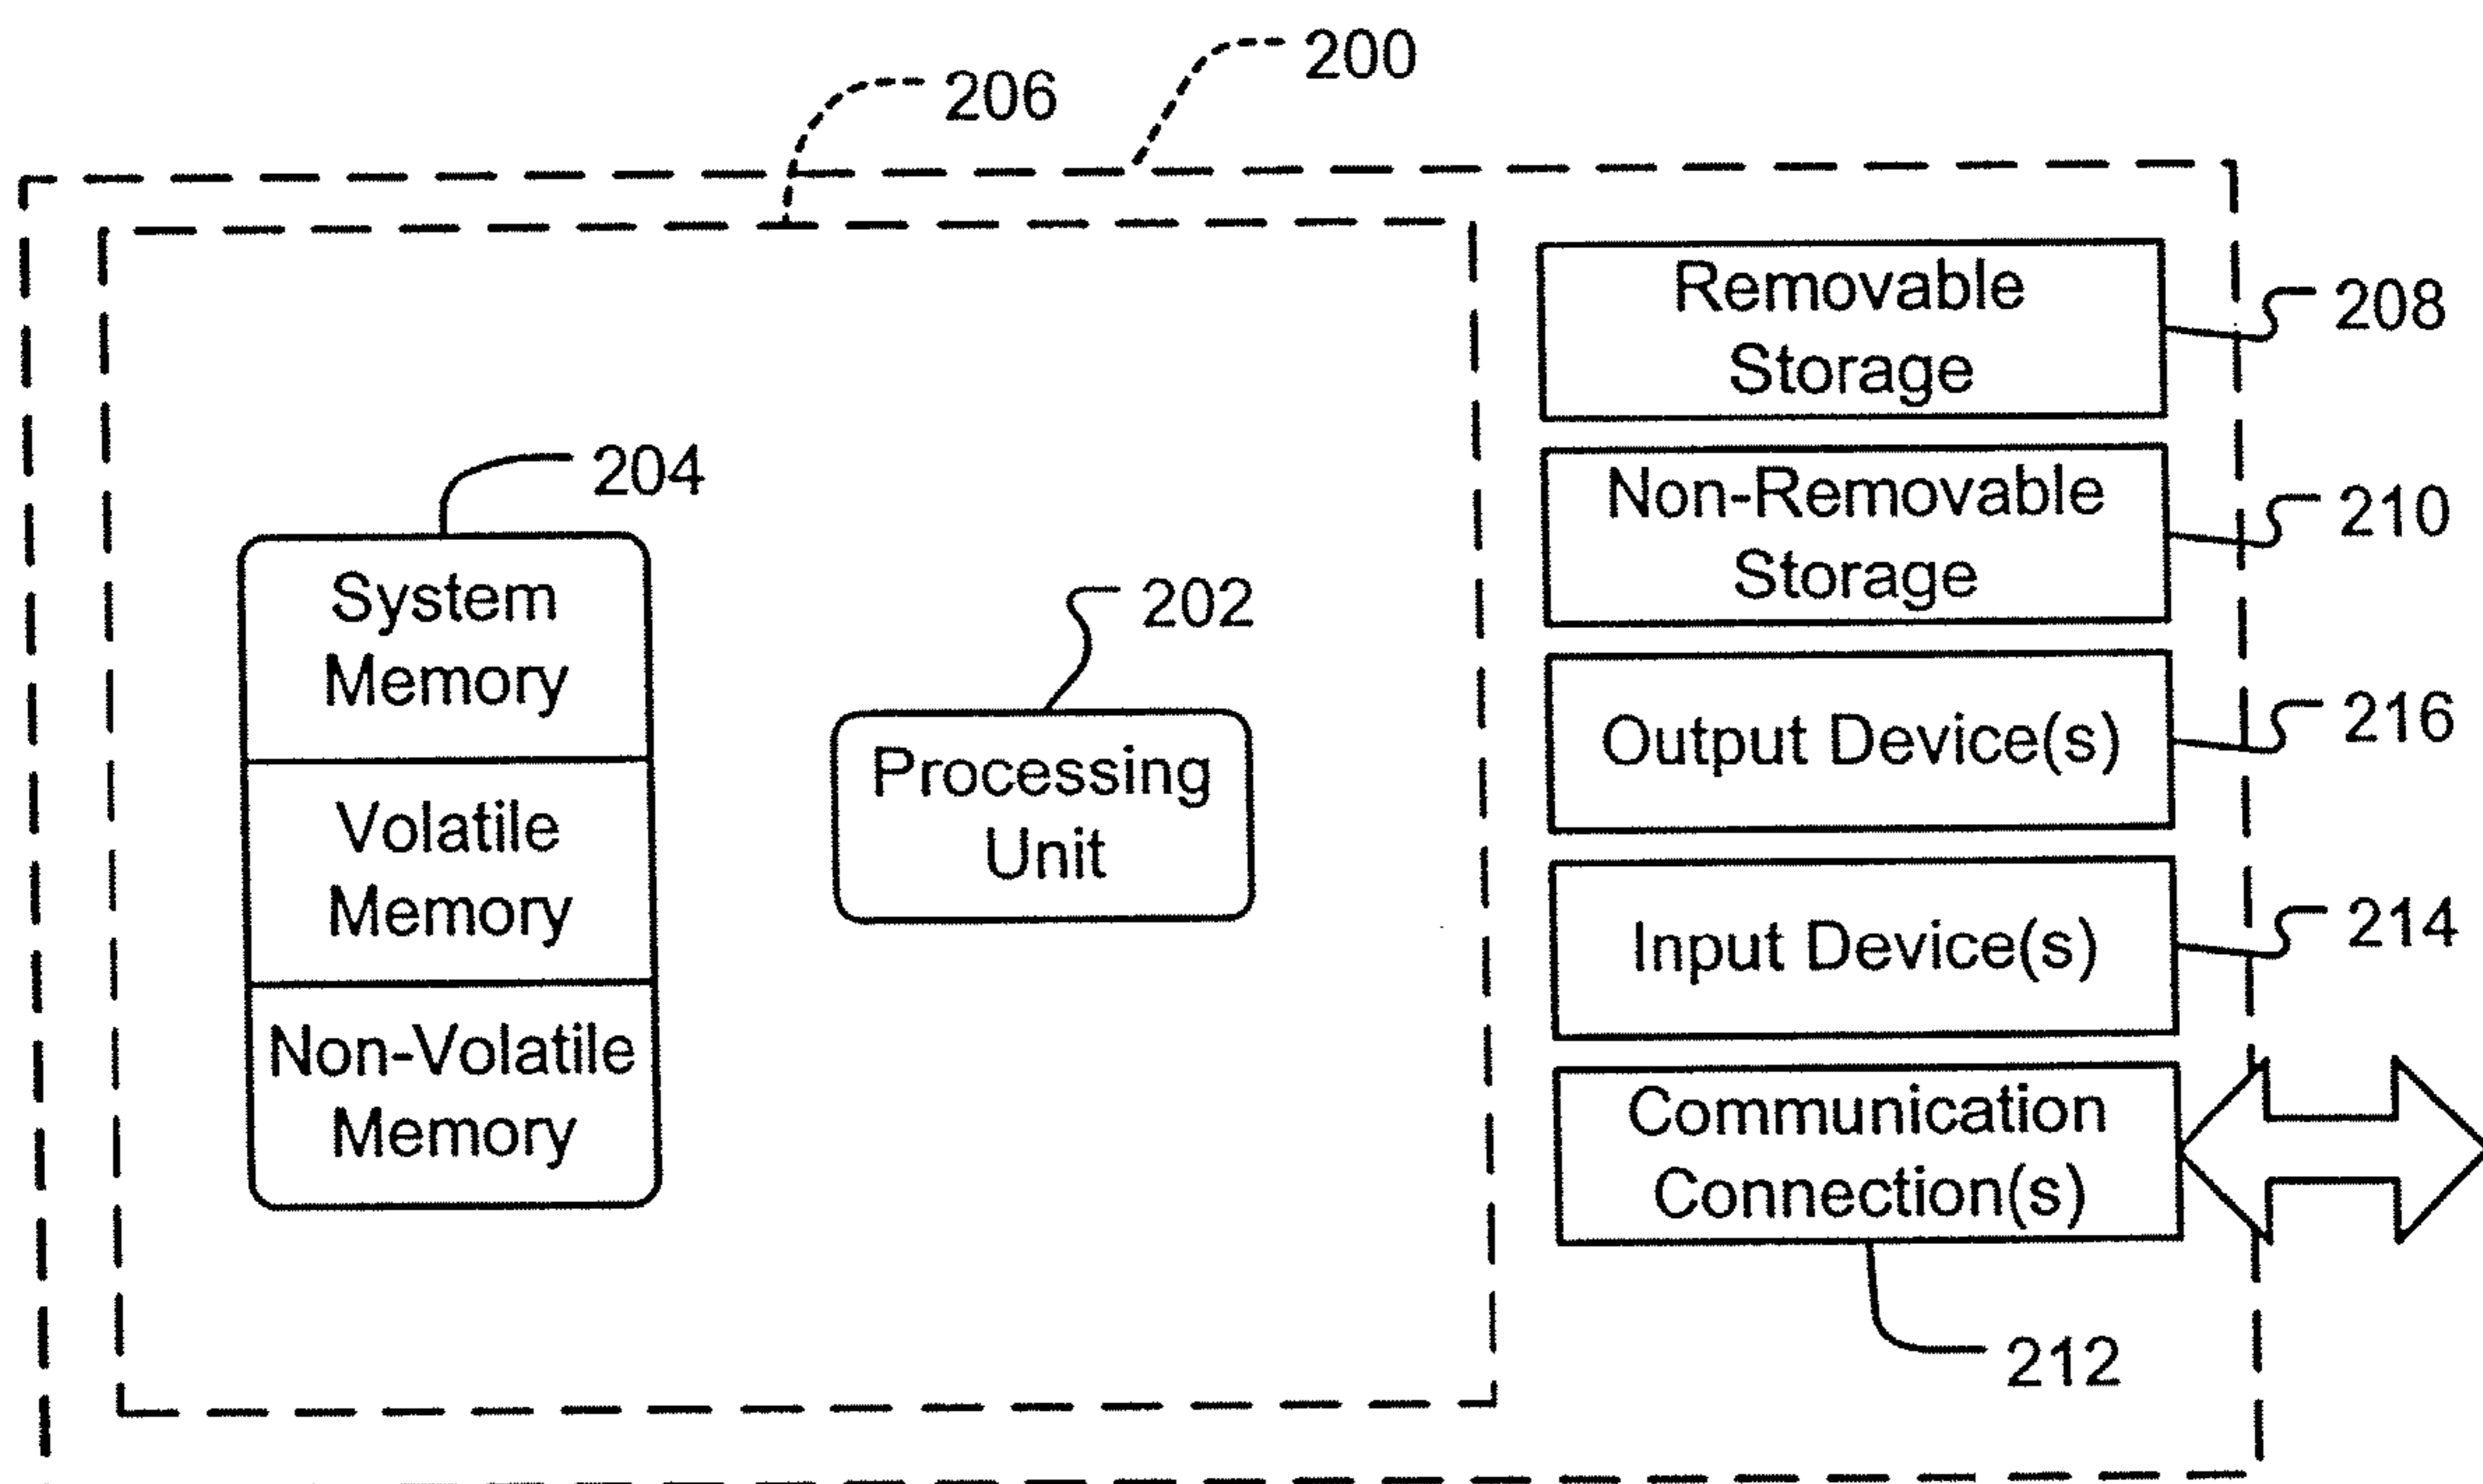 200
206
Removable
Storage
208
204
Non-Removable
Storage
210
System
Memory
202
Output Device(s)
216
Processing
Unit
Volatile
Memory
Input Device(s)
214
Non-Volatile
Memory
Communication
Connection(s)
212